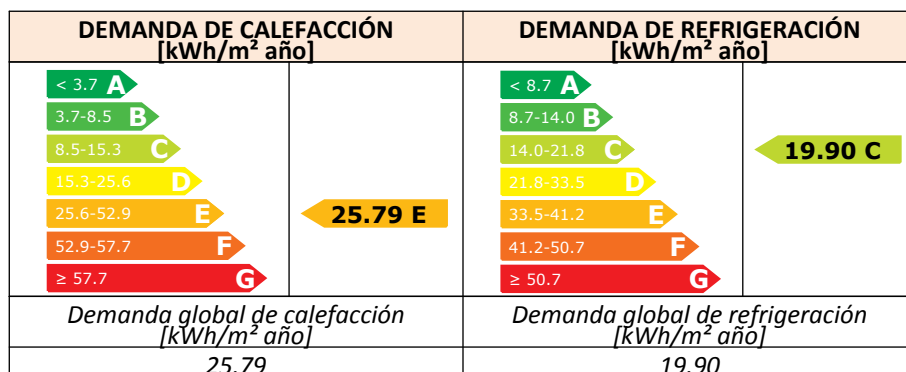 DEMANDA DE CALEFACCIÓN
[kWh/m² año]
DEMANDA DE REFRIGERACIÓN
[kWh/m² año]
< 3.7 A
3.7-8.5 B
8.5-15.3 C
15.3-25.6 D
25.6-52.9 E
52.9-57.7 F
≥ 57.7 G
25.79 E
< 8.7 A
8.7-14.0 B
14.0-21.8 C
21.8-33.5 D
33.5-41.2 E
41.2-50.7 F
≥ 50.7 G
19.90 C
Demanda global de calefacción
[kWh/m² año]
Demanda global de refrigeración
[kWh/m² año]
25.79
19.90